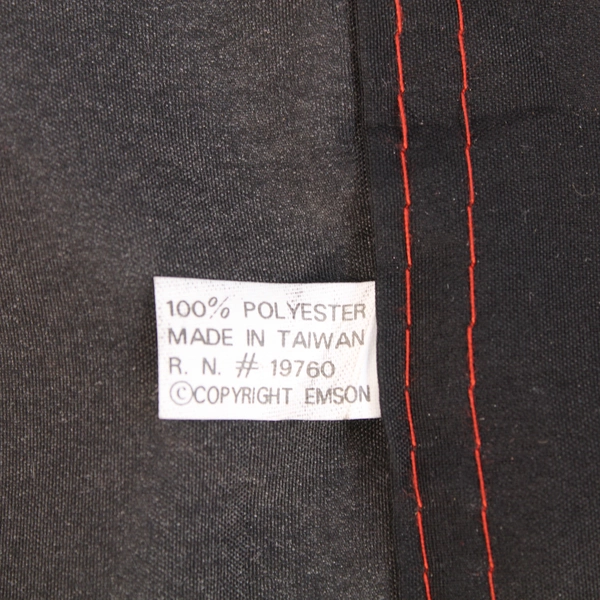 100% POLYESTER
MADE IN TAIWAN
R. N. # 19760
©COPYRIGHT EMSON